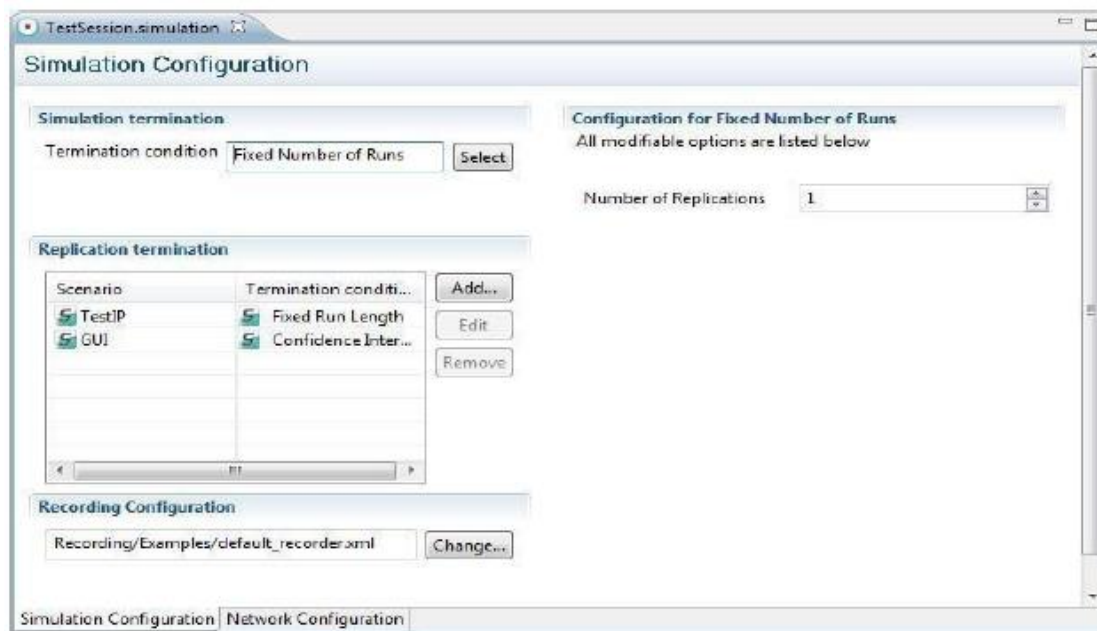 TestSession.simulation
Simulation Configuration
Simulation termination
Termination condition Fixed Number of Runs Select
Configuration for Fixed Number of Runs
All modifiable options are listed below
Number of Replications 1
Replication termination
Scenario Termination conditi...
TestIP Fixed Run Length
GUI Confidence Inter...
Add...
Edit
Remove
Recording Configuration
Recording/Examples/default_recorder.xml Change...
Simulation Configuration Network Configuration